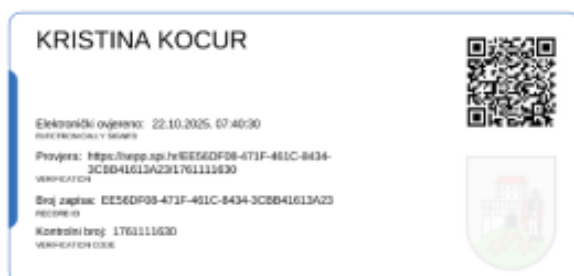 KRISTINA KOCUR
Elektronički ovjereno: 22.10.2025. 07:40:30
ELECTRONICALLY SIGNED
Provjera: https://sepp.spi.hr/EE56DF08-471F-461C-8434-
3CBB41613A23/1761111630
VERIFICATION
Broj zapisa: EE56DF08-471F-461C-8434-3CBB41613A23
RECORD ID
Kontrolni broj: 1761111630
VERIFICATION CODE